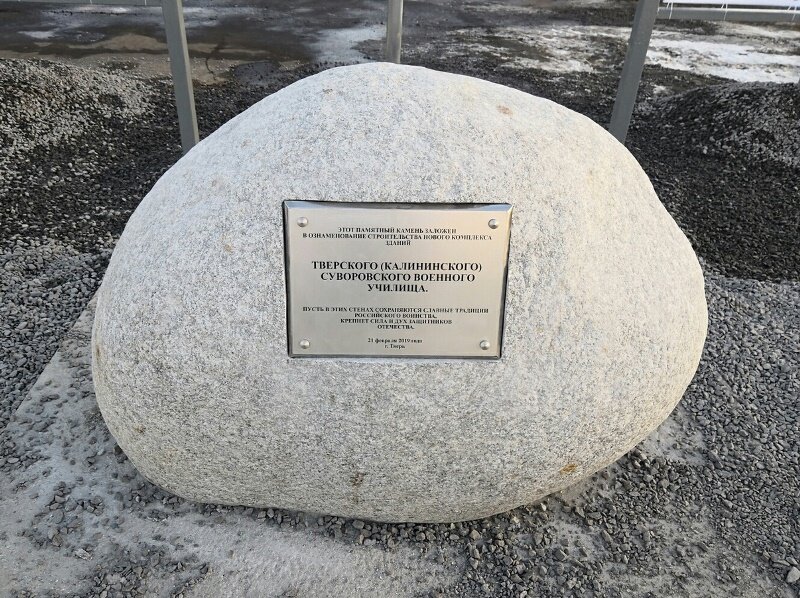 ЭТОТ ПАМЯТНЫЙ КАМЕНЬ ЗАЛОЖЕН
В ОЗНАМЕНОВАНИЕ СТРОИТЕЛЬСТВА НОВОГО КОМПЛЕКСА
ЗДАНИЙ
ТВЕРСКОГО (КАЛИНИНСКОГО)
СУВОРОВСКОГО ВОЕННОГО
УЧИЛИЩА.
ПУСТЬ В ЭТИХ СТЕНАХ СОХРАНЯЮТСЯ СЛАВНЫЕ ТРАДИЦИИ
РОССИЙСКОГО ВОИНСТВА,
КРЕПНЕТ СИЛА И ДУХ ЗАЩИТНИКОВ
ОТЕЧЕСТВА.
21 февраля 2019 года
г. Тверь